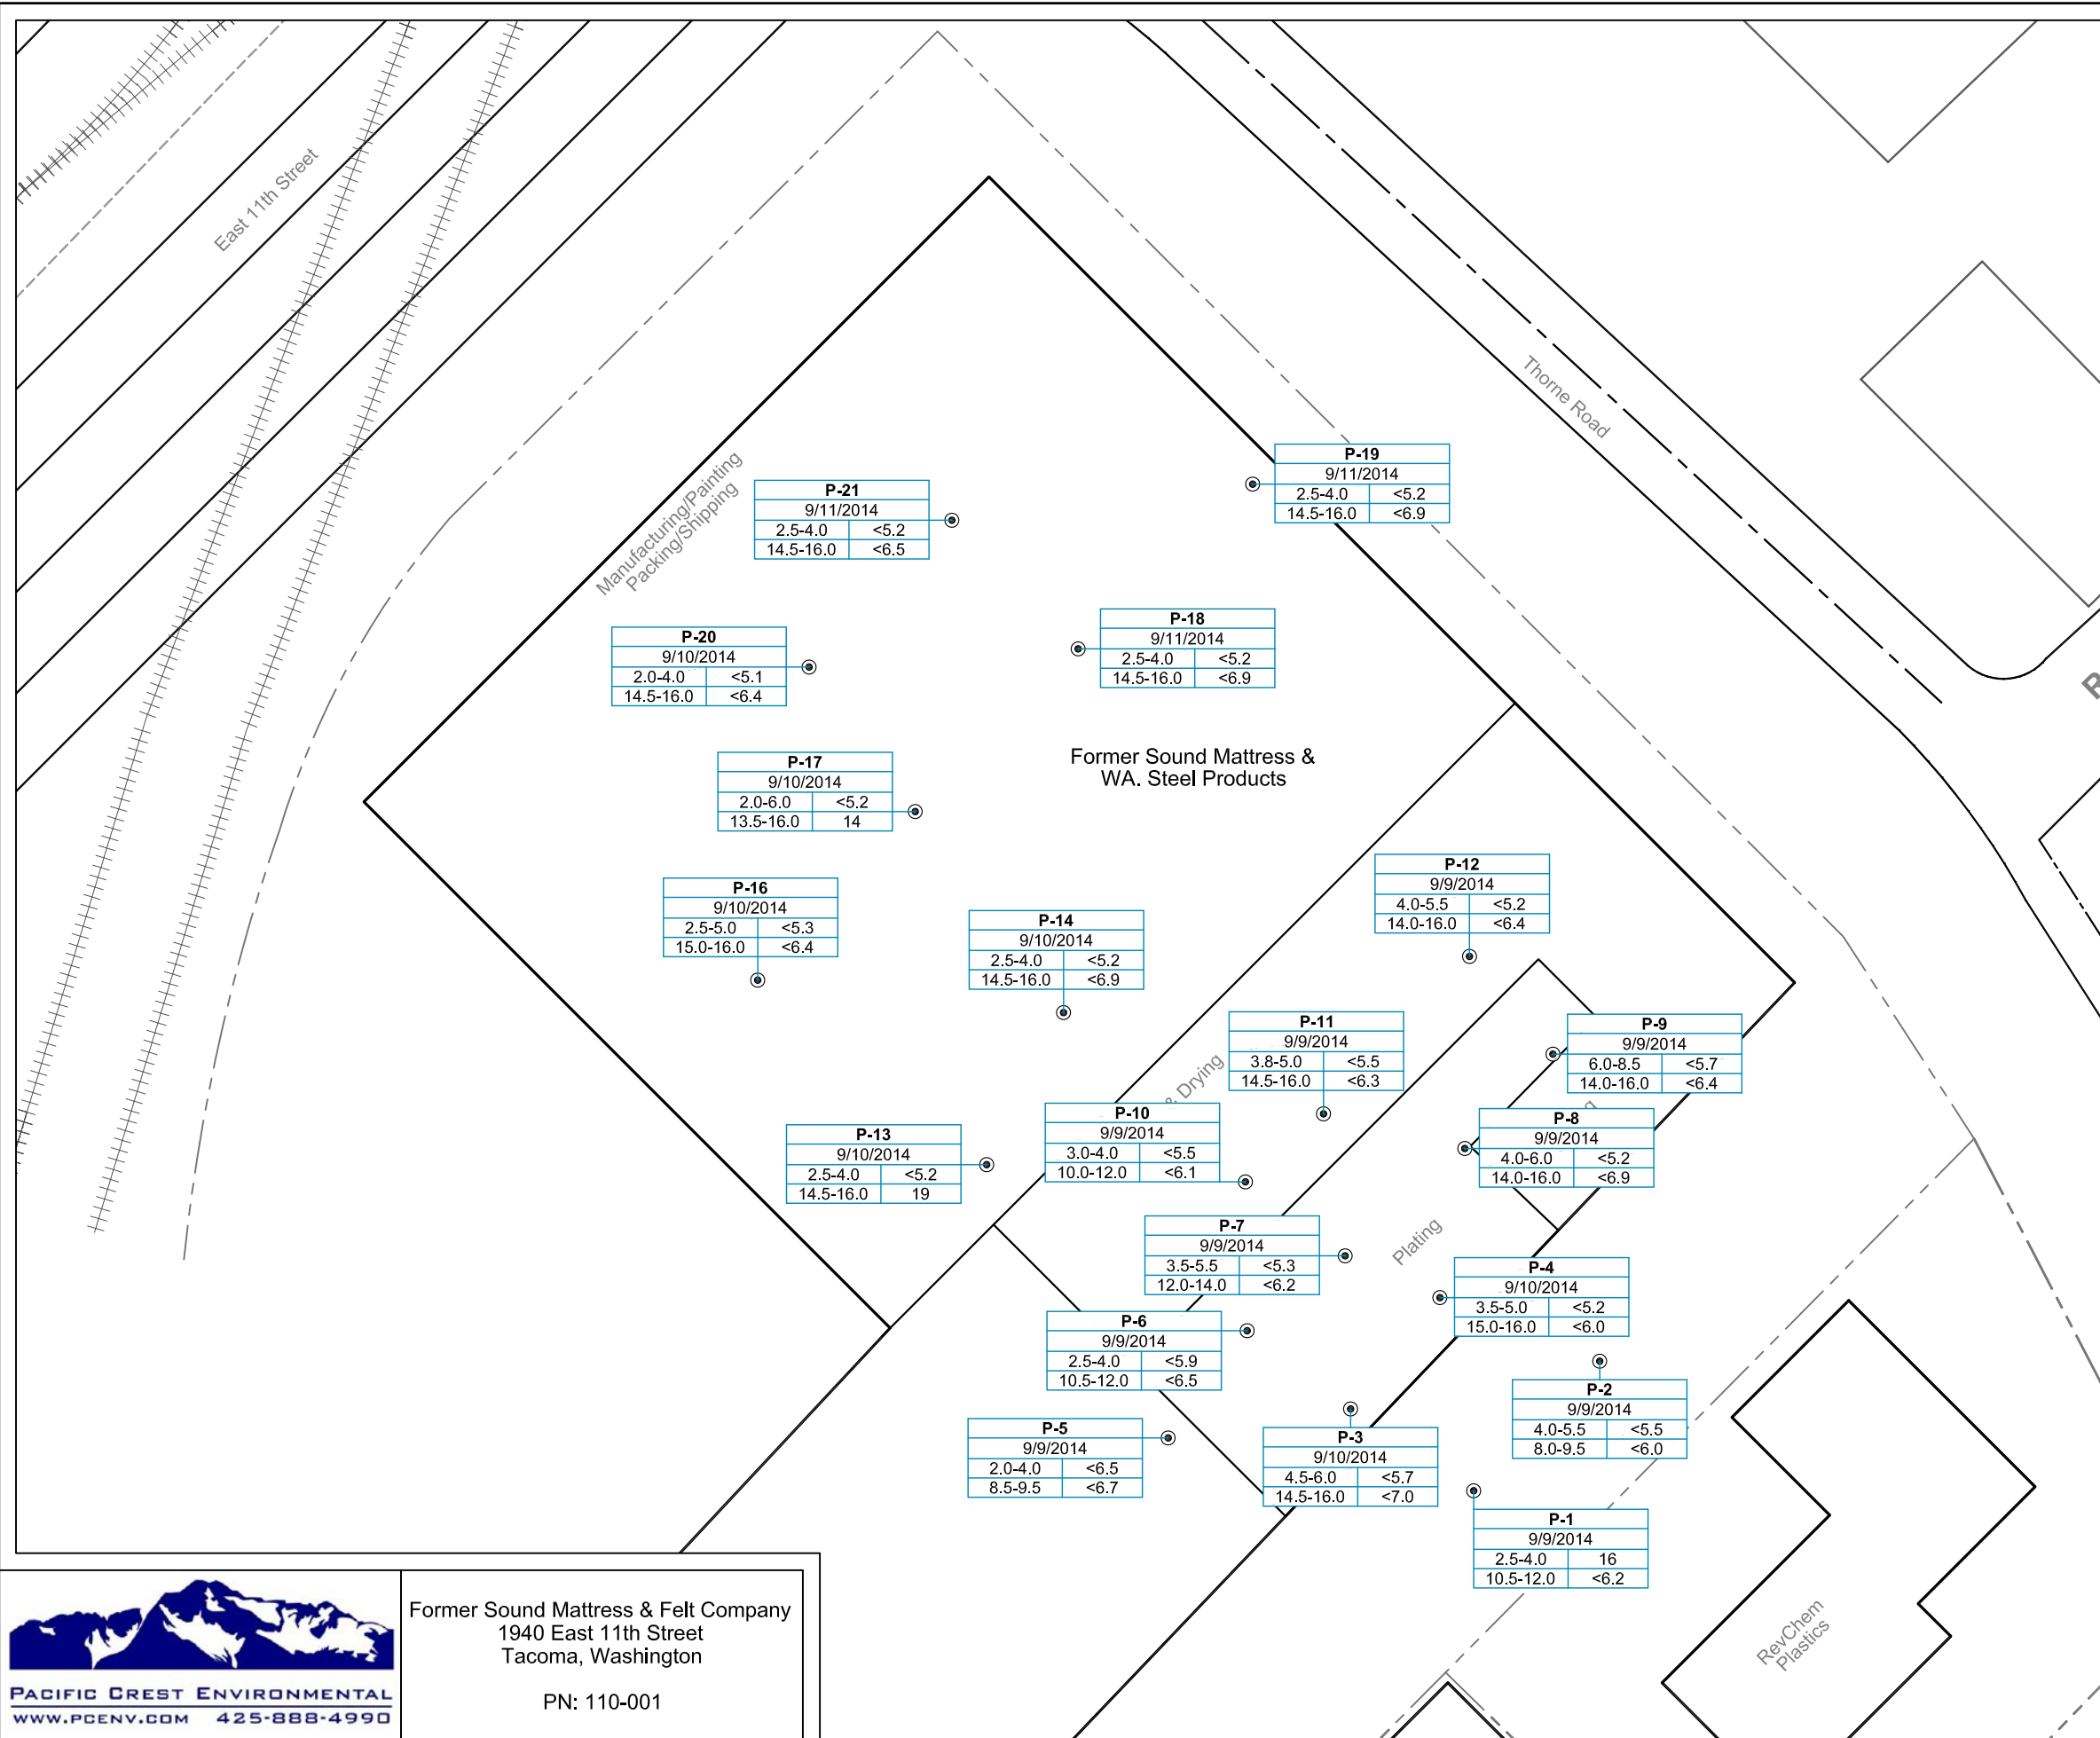 East 11th Street
Thorne Road
Manufacturing/Painting
Packing/Shipping
P-19
9/11/2014
2.5-4.0 <5.2
14.5-16.0 <6.9
P-21
9/11/2014
2.5-4.0 <5.2
14.5-16.0 <6.5
P-18
9/11/2014
2.5-4.0 <5.2
14.5-16.0 <6.9
P-20
9/10/2014
2.0-4.0 <5.1
14.5-16.0 <6.4
Former Sound Mattress &
WA. Steel Products
P-17
9/10/2014
2.0-6.0 <5.2
13.5-16.0 14
P-12
9/9/2014
4.0-5.5 <5.2
14.0-16.0 <6.4
P-16
9/10/2014
2.5-5.0 <5.3
15.0-16.0 <6.4
P-14
9/10/2014
2.5-4.0 <5.2
14.5-16.0 <6.9
P-11
9/9/2014
3.8-5.0 <5.5
14.5-16.0 <6.3
P-9
9/9/2014
6.0-8.5 <5.7
14.0-16.0 <6.4
& Drying
P-10
9/9/2014
3.0-4.0 <5.5
10.0-12.0 <6.1
P-8
9/9/2014
4.0-6.0 <5.2
14.0-16.0 <6.9
P-13
9/10/2014
2.5-4.0 <5.2
14.5-16.0 19
P-7
9/9/2014
3.5-5.5 <5.3
12.0-14.0 <6.2
Plating
P-4
9/10/2014
3.5-5.0 <5.2
15.0-16.0 <6.0
P-6
9/9/2014
2.5-4.0 <5.9
10.5-12.0 <6.5
P-2
9/9/2014
4.0-5.5 <5.5
8.0-9.5 <6.0
P-5
9/9/2014
2.0-4.0 <6.5
8.5-9.5 <6.7
P-3
9/10/2014
4.5-6.0 <5.7
14.5-16.0 <7.0
P-1
9/9/2014
2.5-4.0 16
10.5-12.0 <6.2
RevChem
Plastics
PACIFIC CREST ENVIRONMENTAL
WWW.PCENV.COM 425-888-4990
Former Sound Mattress & Felt Company
1940 East 11th Street
Tacoma, Washington
PN: 110-001